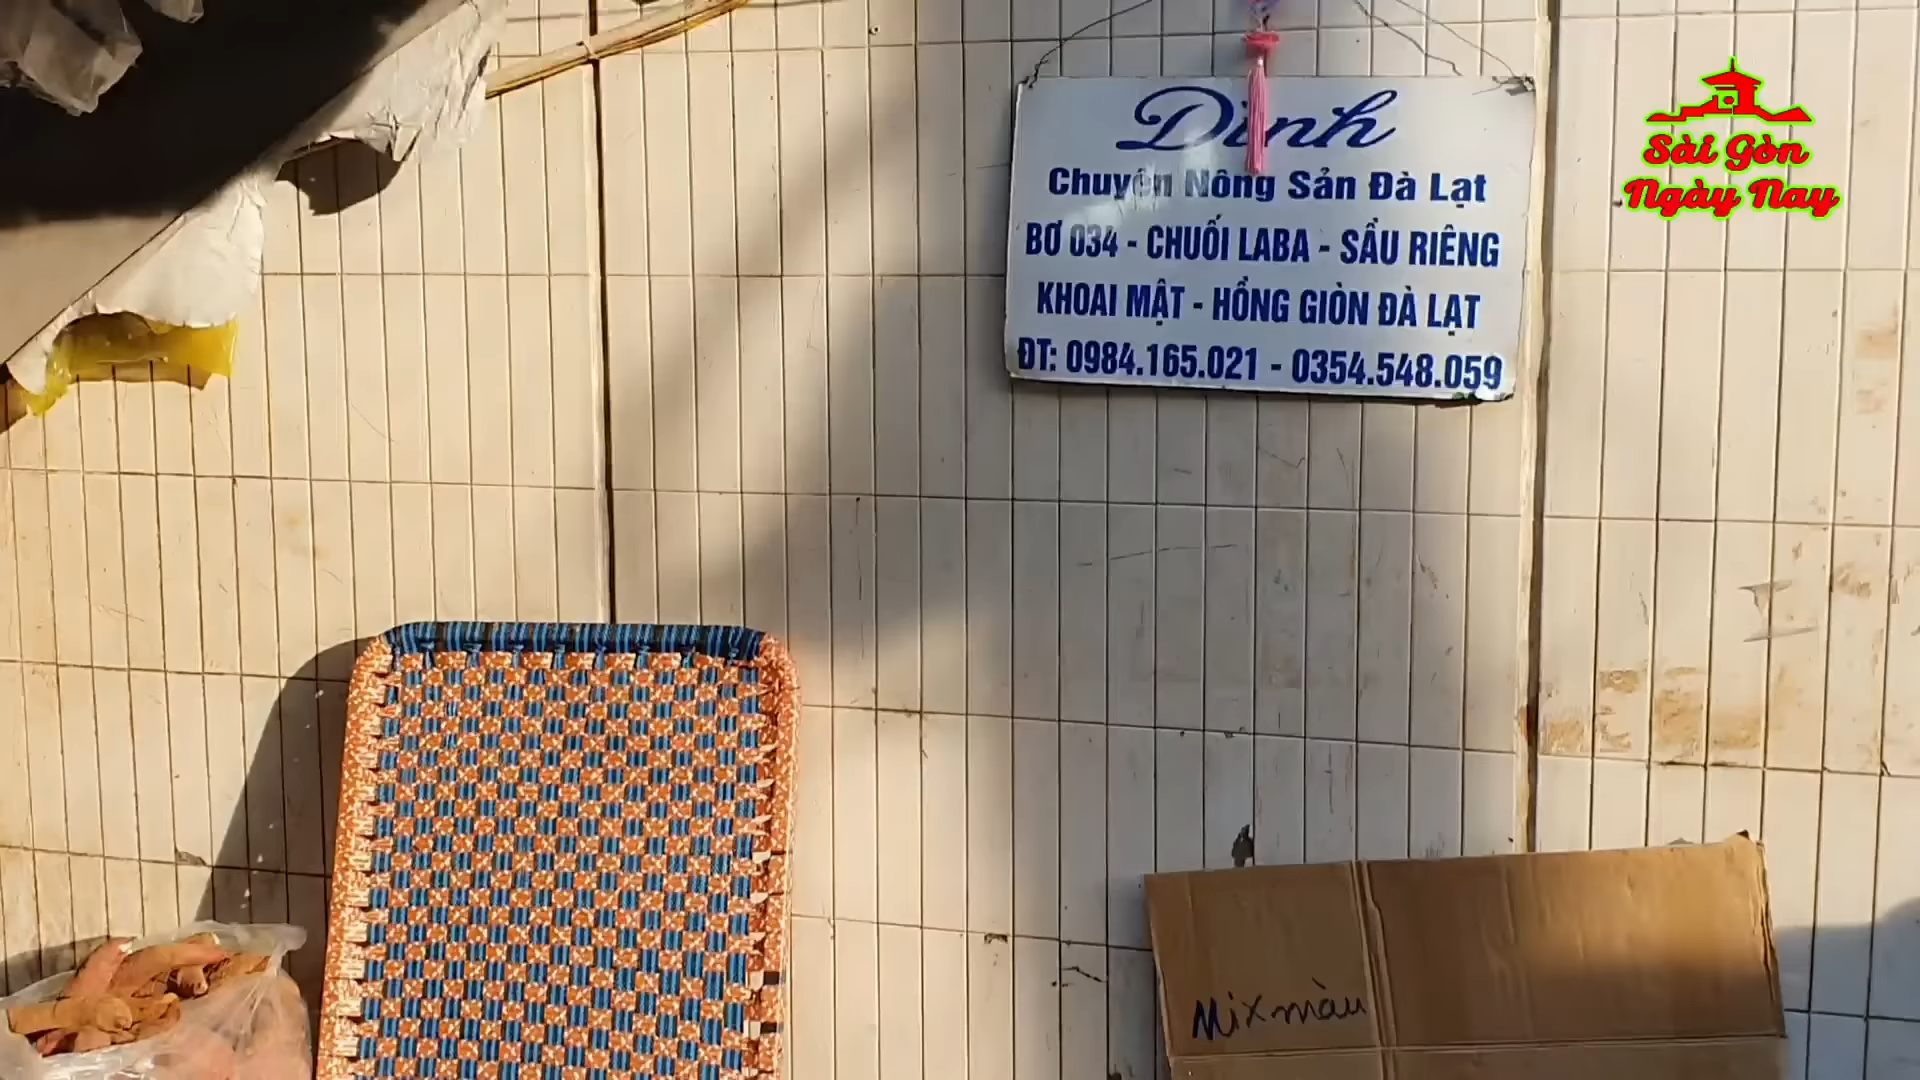 Dinh
Chuyên Nông Sản Đà Lạt
BƠ 034 - CHUỐI LABA - SẦU RIÊNG
KHOAI MẬT - HỒNG GIÒN ĐÀ LẠT
ĐT: 0984.165.021 - 0354.548.059
Sài Gòn
Ngày Nay
Mix màu